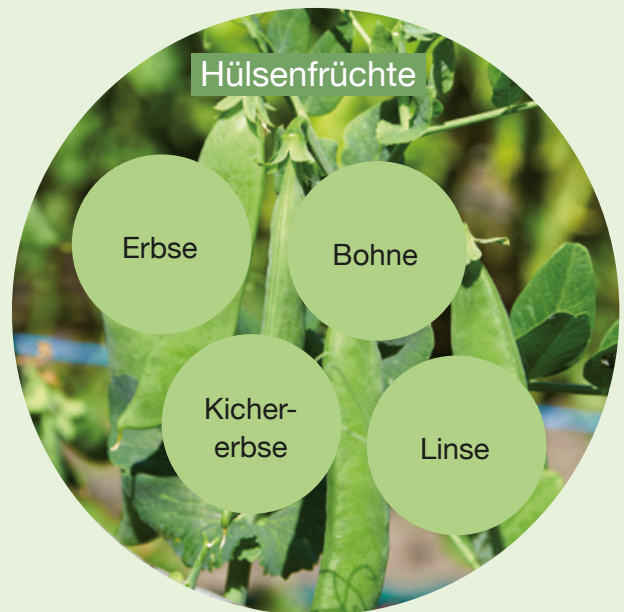 Hülsenfrüchte
Erbse
Bohne
Kicher-
erbse
Linse